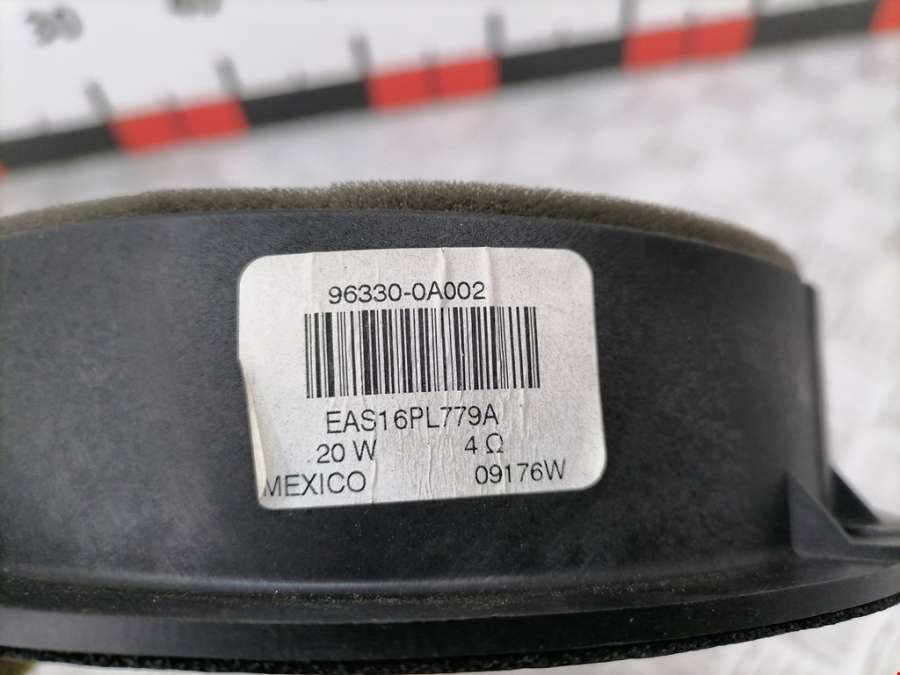 30
96330-0A002
EAS16PL779A
20 W 4 Ω
MEXICO 09176W